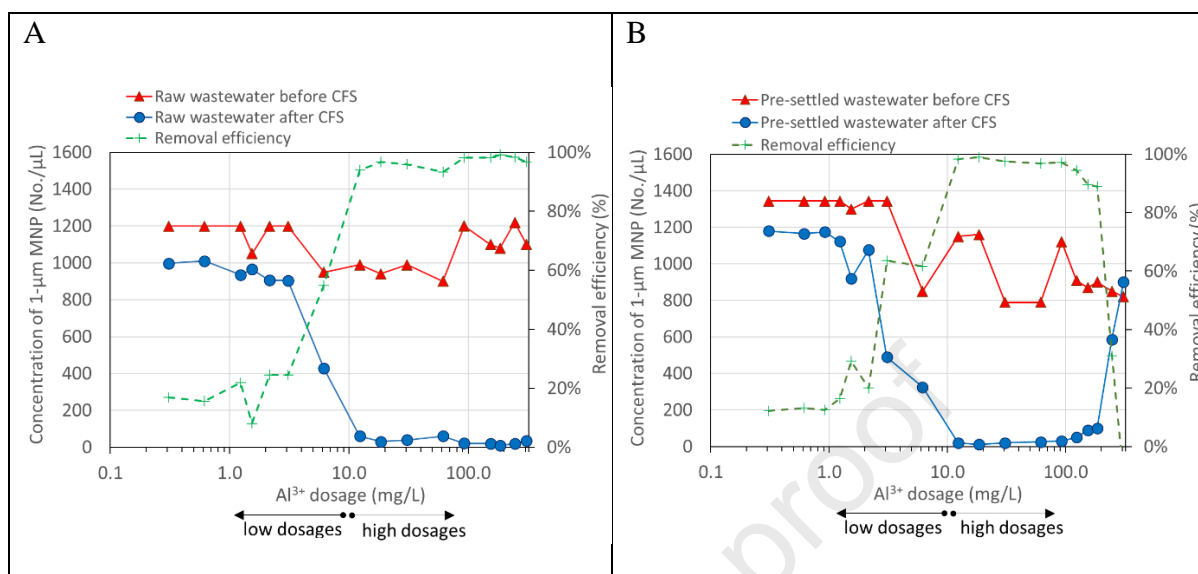 A
Raw wastewater before CFS
Raw wastewater after CFS
Removal efficiency
1600
1400
1200
1000
800
600
400
200
0
Concentration of 1-μm MNP (No./μL)
100%
80%
60%
40%
20%
0%
Removal efficiency (%)
0.1
1.0
10.0
100.0
Al³⁺ dosage (mg/L)
low dosages
high dosages
B
Pre-settled wastewater before CFS
Pre-settled wastewater after CFS
Removal efficiency
1600
1400
1200
1000
800
600
400
200
0
Concentration of 1-μm MNP (No./μL)
100%
80%
60%
40%
20%
0%
Removal efficiency (%)
0.1
1.0
10.0
100.0
Al³⁺ dosage (mg/L)
low dosages
high dosages
proof